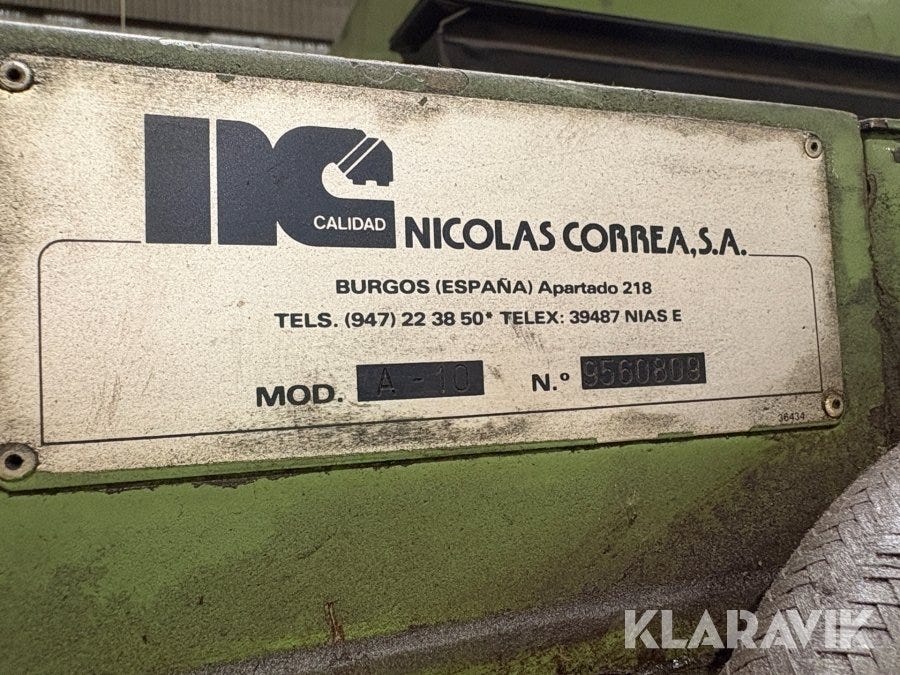 NC
CALIDAD
NICOLAS CORREA, S.A.
BURGOS (ESPAÑA) Apartado 218
TELS. (947) 22 38 50* TELEX: 39487 NIAS E
MOD. A-10 N.º 9560809
36434
KLARAVIK